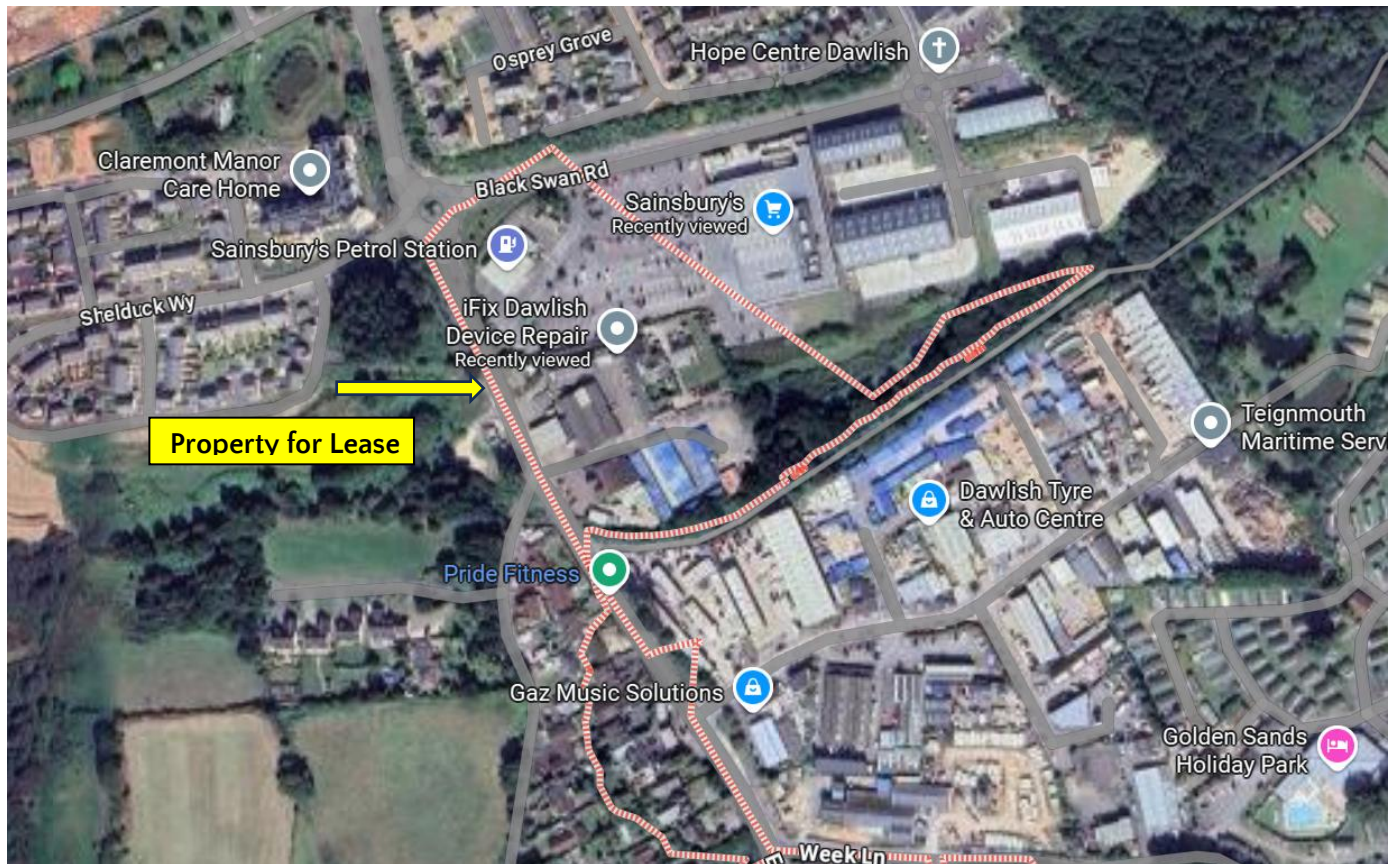 Osprey Grove
Hope Centre Dawlish
Claremont Manor
Care Home
Black Swan Rd
Sainsbury's
Recently viewed
Sainsbury's Petrol Station
Shelduck Wy
iFix Dawlish
Device Repair
Recently viewed
Property for Lease
Teignmouth
Maritime Serv
Dawlish Tyre
& Auto Centre
Pride Fitness
Gaz Music Solutions
Golden Sands
Holiday Park
Week Ln